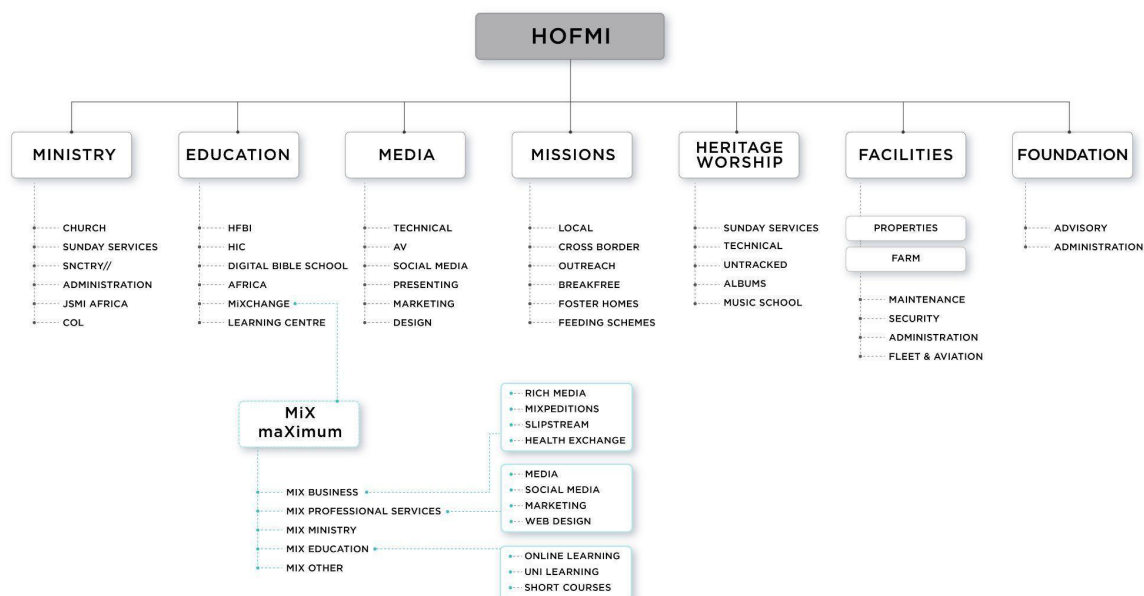 HOFMI
MINISTRY
EDUCATION
MEDIA
MISSIONS
HERITAGE
WORSHIP
FACILITIES
FOUNDATION
CHURCH
SUNDAY SERVICES
SNCTRY//
ADMINISTRATION
JSMI AFRICA
COL
HFBI
HIC
DIGITAL BIBLE SCHOOL
AFRICA
MiXCHANGE
LEARNING CENTRE
TECHNICAL
AV
SOCIAL MEDIA
PRESENTING
MARKETING
DESIGN
LOCAL
CROSS BORDER
OUTREACH
BREAKFREE
FOSTER HOMES
FEEDING SCHEMES
SUNDAY SERVICES
TECHNICAL
UNTRACKED
ALBUMS
MUSIC SCHOOL
PROPERTIES
FARM
MAINTENANCE
SECURITY
ADMINISTRATION
FLEET & AVIATION
ADVISORY
ADMINISTRATION
MiX
maXimum
MIX BUSINESS
MIX PROFESSIONAL SERVICES
MIX MINISTRY
MIX EDUCATION
MIX OTHER
RICH MEDIA
MIXPEDITIONS
SLIPSTREAM
HEALTH EXCHANGE
MEDIA
SOCIAL MEDIA
MARKETING
WEB DESIGN
ONLINE LEARNING
UNI LEARNING
SHORT COURSES